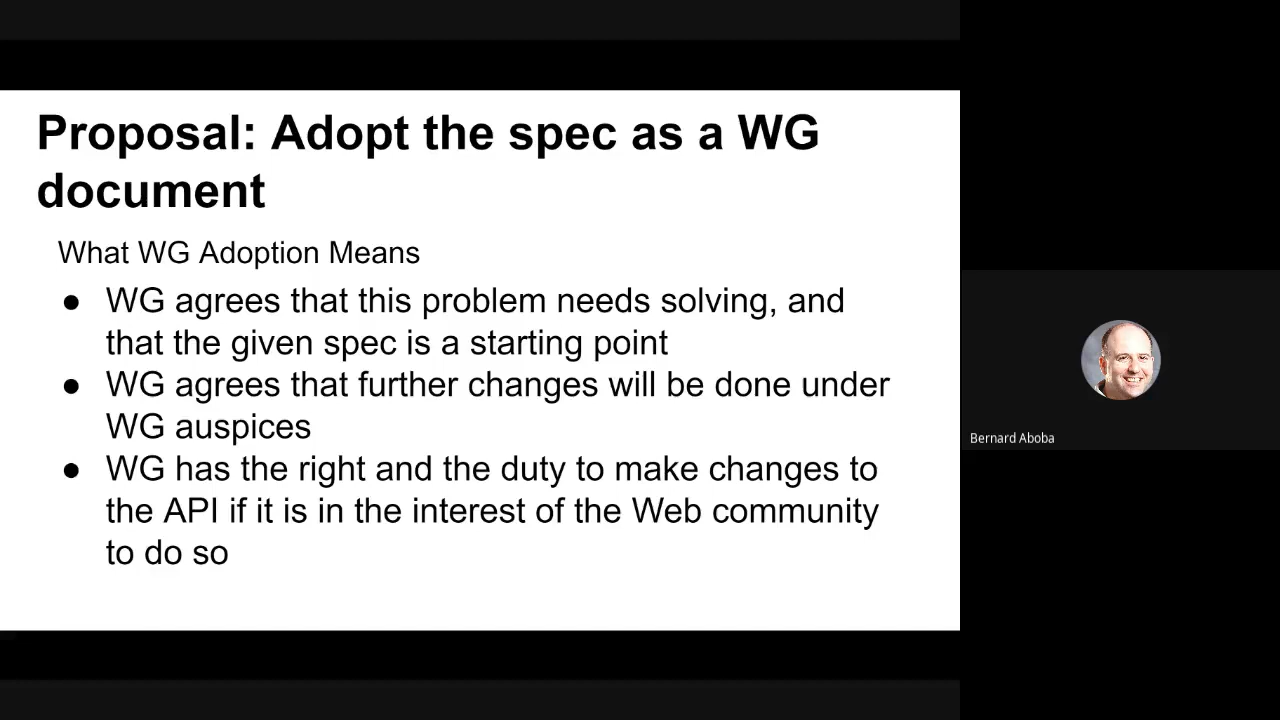 Proposal: Adopt the spec as a WG
document
What WG Adoption Means
● WG agrees that this problem needs solving, and
that the given spec is a starting point
● WG agrees that further changes will be done under
WG auspices
● WG has the right and the duty to make changes to
the API if it is in the interest of the Web community
to do so
Bernard Aboba